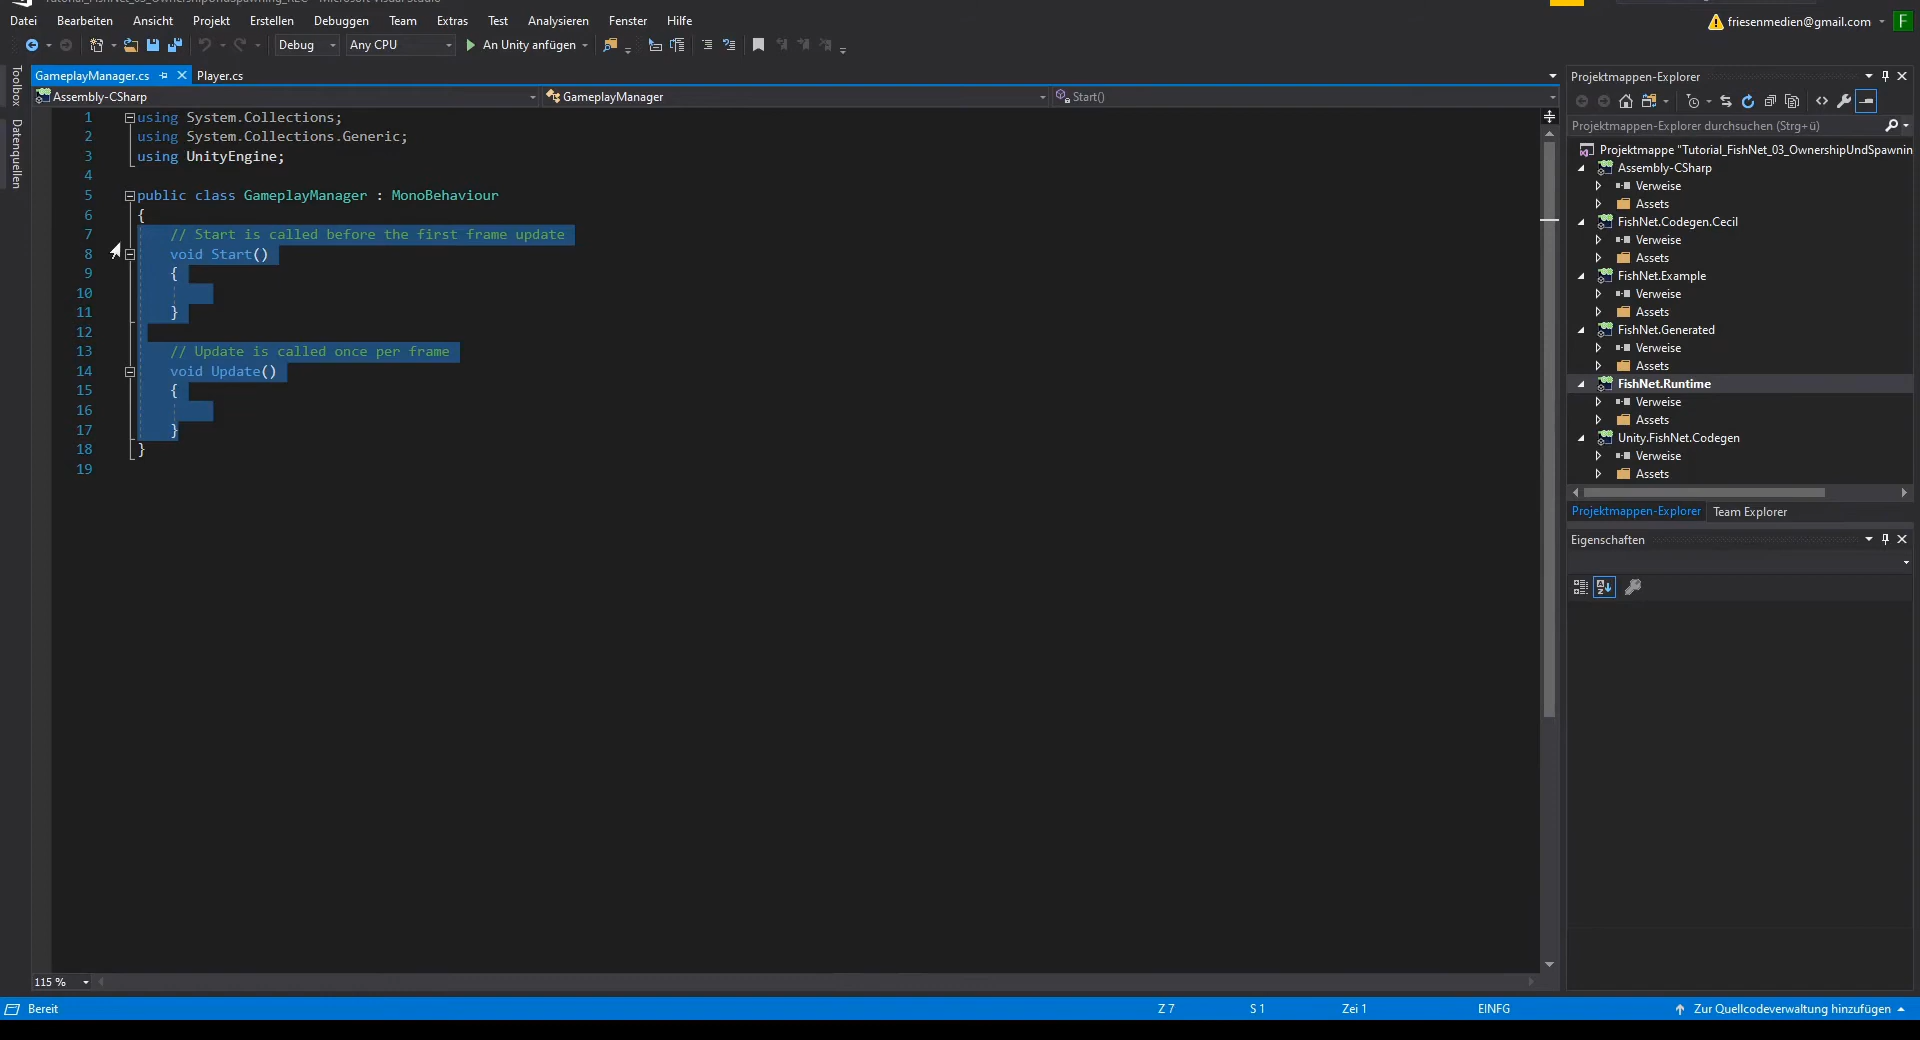 Datei Bearbeiten Ansicht Projekt Erstellen Debuggen Team Extras Test Analysieren Fenster Hilfe
friesenmedien@gmail.com F
Debug Any CPU An Unity anfügen
GameplayManager.cs Player.cs
Assembly-CSharp GameplayManager Start()
Toolbox
Datenquellen
1 using System.Collections;
2 using System.Collections.Generic;
3 using UnityEngine;
4
5 public class GameplayManager : MonoBehaviour
6 {
7 // Start is called before the first frame update
8 void Start()
9 {
10
11 }
12
13 // Update is called once per frame
14 void Update()
15 {
16
17 }
18 }
19
115 %
Projektmappen-Explorer
Projektmappen-Explorer durchsuchen (Strg+ü)
Projektmappe "Tutorial_FishNet_03_OwnershipUndSpawnin
Assembly-CSharp
Verweise
Assets
FishNet.Codegen.Cecil
Verweise
Assets
FishNet.Example
Verweise
Assets
FishNet.Generated
Verweise
Assets
FishNet.Runtime
Verweise
Assets
Unity.FishNet.Codegen
Verweise
Assets
Projektmappen-Explorer Team Explorer
Eigenschaften
Bereit Z 7 S 1 Zei 1 EINFG Zur Quellcodeverwaltung hinzufügen